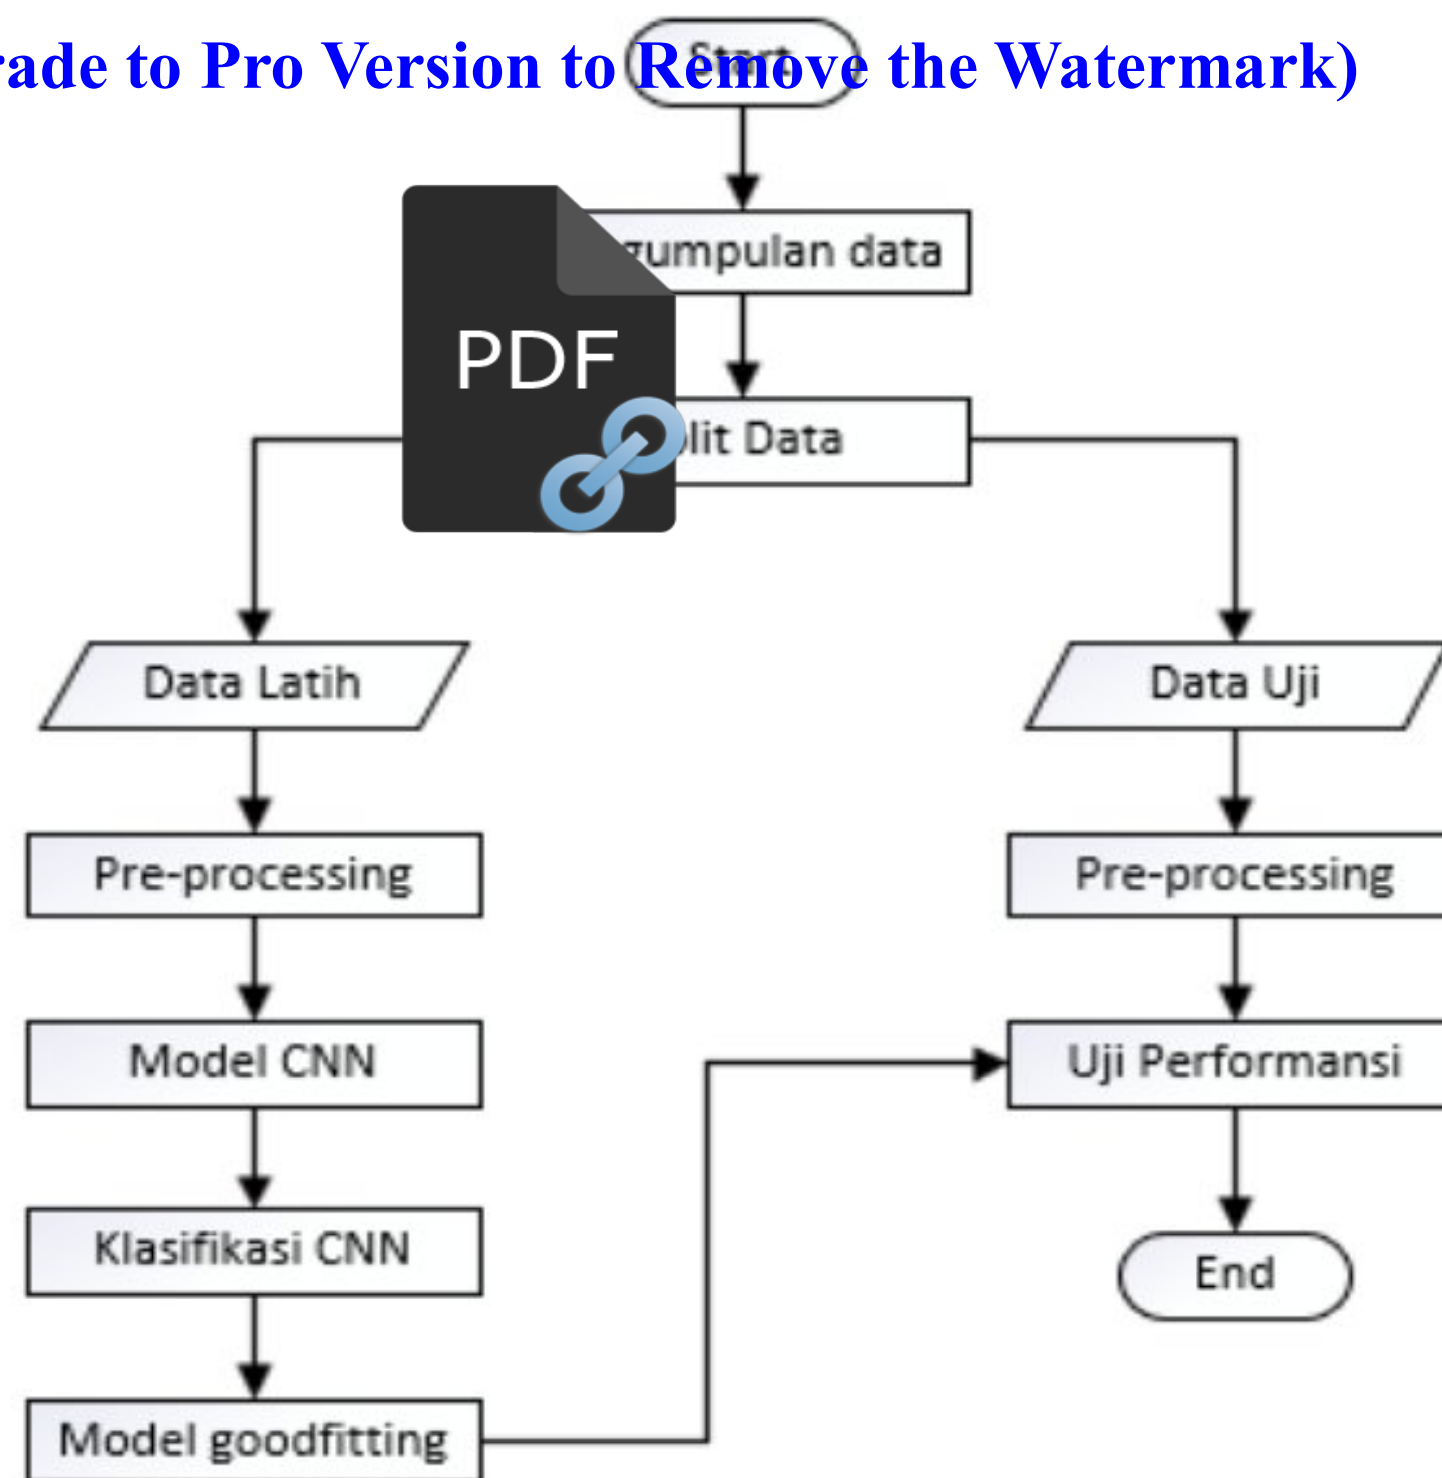 rade to Pro Version to Remove the Watermark)
Start
gumpulan data
PDF
lit Data
Data Latih
Data Uji
Pre-processing
Pre-processing
Model CNN
Uji Performansi
Klasifikasi CNN
End
Model goodfitting